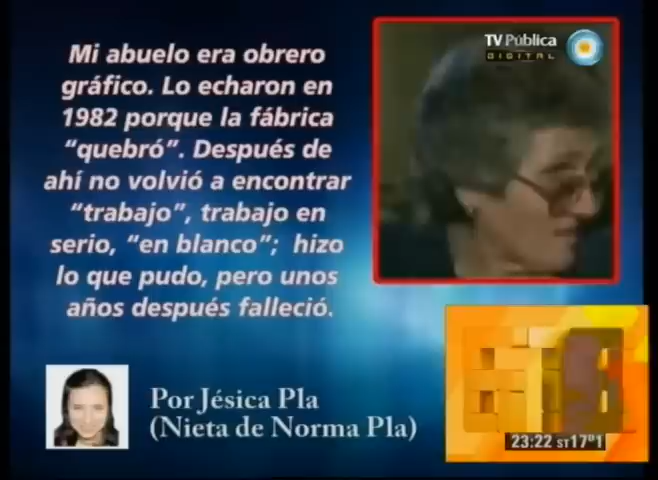 TV Pública
DIGITAL
Mi abuelo era obrero
gráfico. Lo echaron en
1982 porque la fábrica
“quebró”. Después de
ahí no volvió a encontrar
“trabajo”, trabajo en
serio, “en blanco”; hizo
lo que pudo, pero unos
años después falleció.
Por Jésica Pla
(Nieta de Norma Pla)
23:22 ST17º1